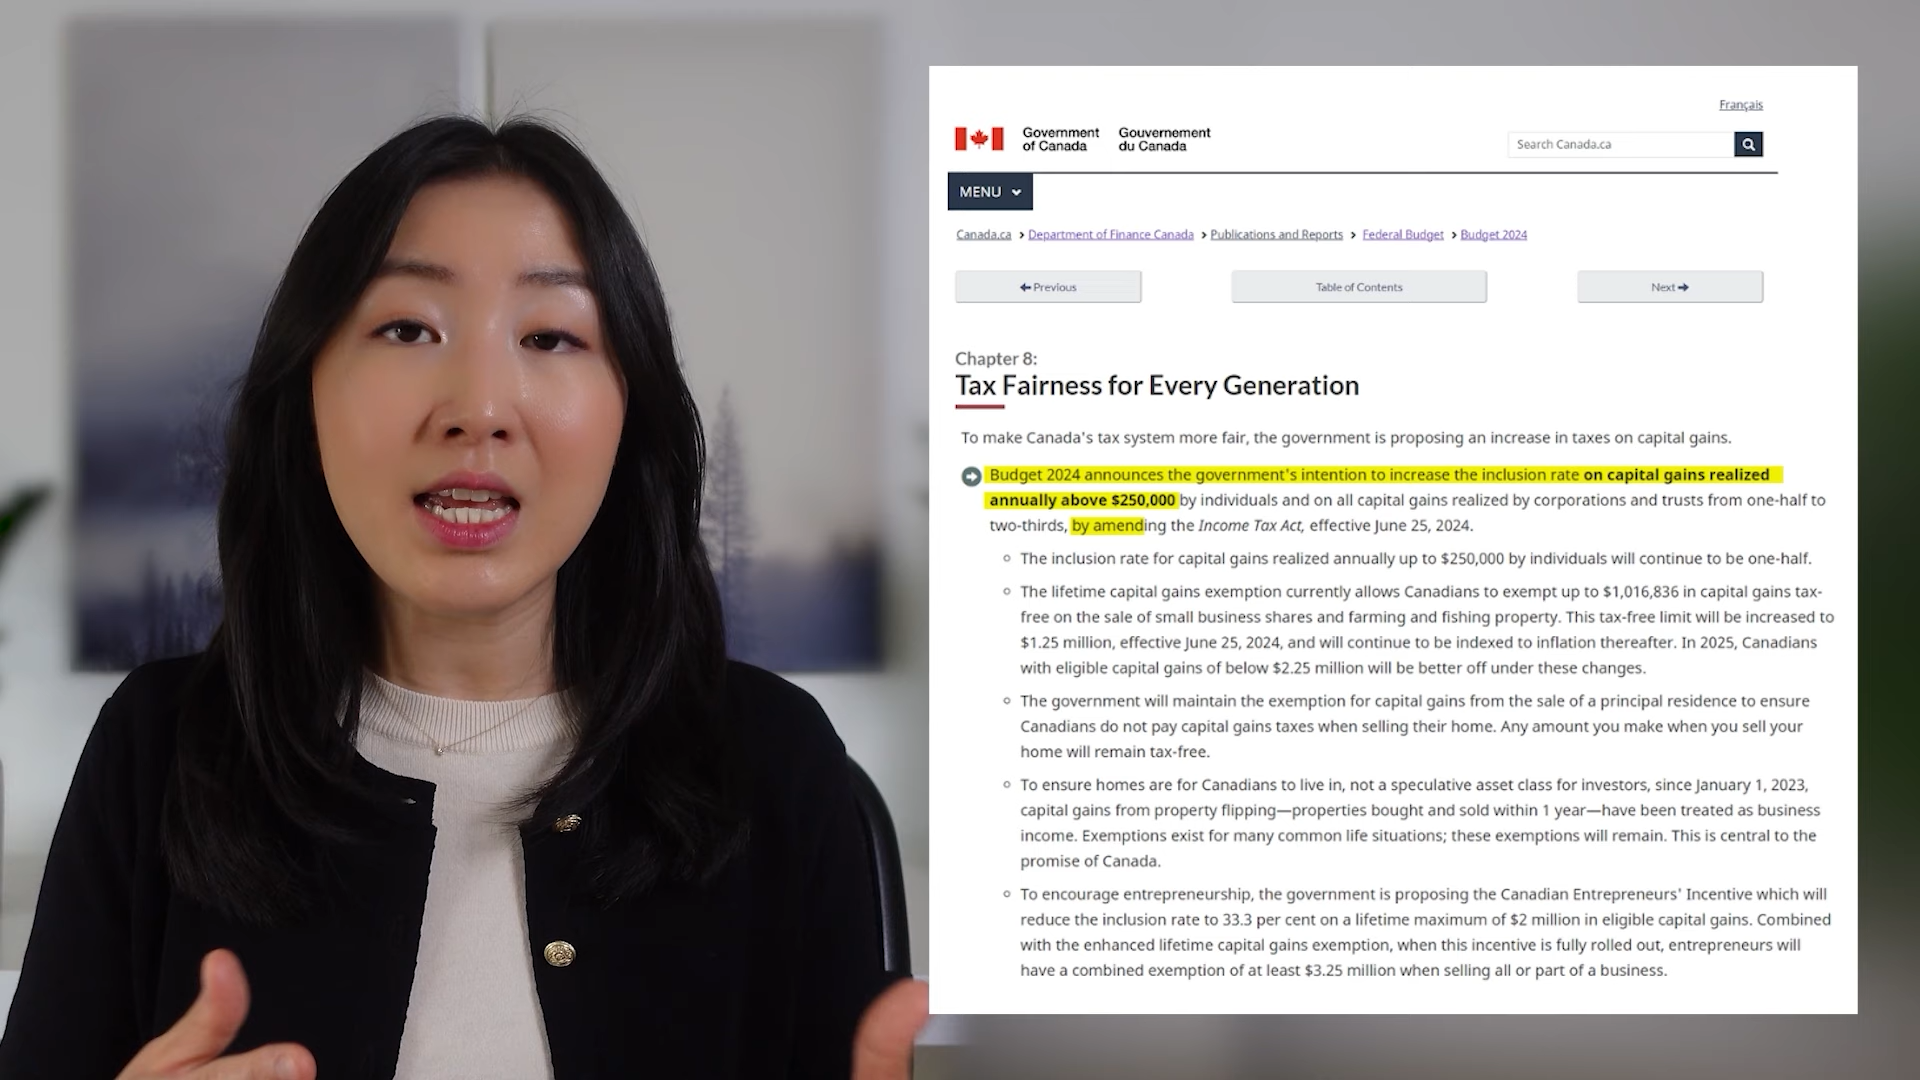 Français
Government of Canada
Gouvernement du Canada
Search Canada.ca
MENU
Canada.ca > Department of Finance Canada > Publications and Reports > Federal Budget > Budget 2024
Previous
Table of Contents
Next
Chapter 8:
Tax Fairness for Every Generation
To make Canada's tax system more fair, the government is proposing an increase in taxes on capital gains.
Budget 2024 announces the government's intention to increase the inclusion rate on capital gains realized
annually above $250,000 by individuals and on all capital gains realized by corporations and trusts from one-half to
two-thirds, by amending the Income Tax Act, effective June 25, 2024.
The inclusion rate for capital gains realized annually up to $250,000 by individuals will continue to be one-half.
The lifetime capital gains exemption currently allows Canadians to exempt up to $1,016,836 in capital gains tax-
free on the sale of small business shares and farming and fishing property. This tax-free limit will be increased to
$1.25 million, effective June 25, 2024, and will continue to be indexed to inflation thereafter. In 2025, Canadians
with eligible capital gains of below $2.25 million will be better off under these changes.
The government will maintain the exemption for capital gains from the sale of a principal residence to ensure
Canadians do not pay capital gains taxes when selling their home. Any amount you make when you sell your
home will remain tax-free.
To ensure homes are for Canadians to live in, not a speculative asset class for investors, since January 1, 2023,
capital gains from property flipping—properties bought and sold within 1 year—have been treated as business
income. Exemptions exist for many common life situations; these exemptions will remain. This is central to the
promise of Canada.
To encourage entrepreneurship, the government is proposing the Canadian Entrepreneurs' Incentive which will
reduce the inclusion rate to 33.3 per cent on a lifetime maximum of $2 million in eligible capital gains. Combined
with the enhanced lifetime capital gains exemption, when this incentive is fully rolled out, entrepreneurs will
have a combined exemption of at least $3.25 million when selling all or part of a business.